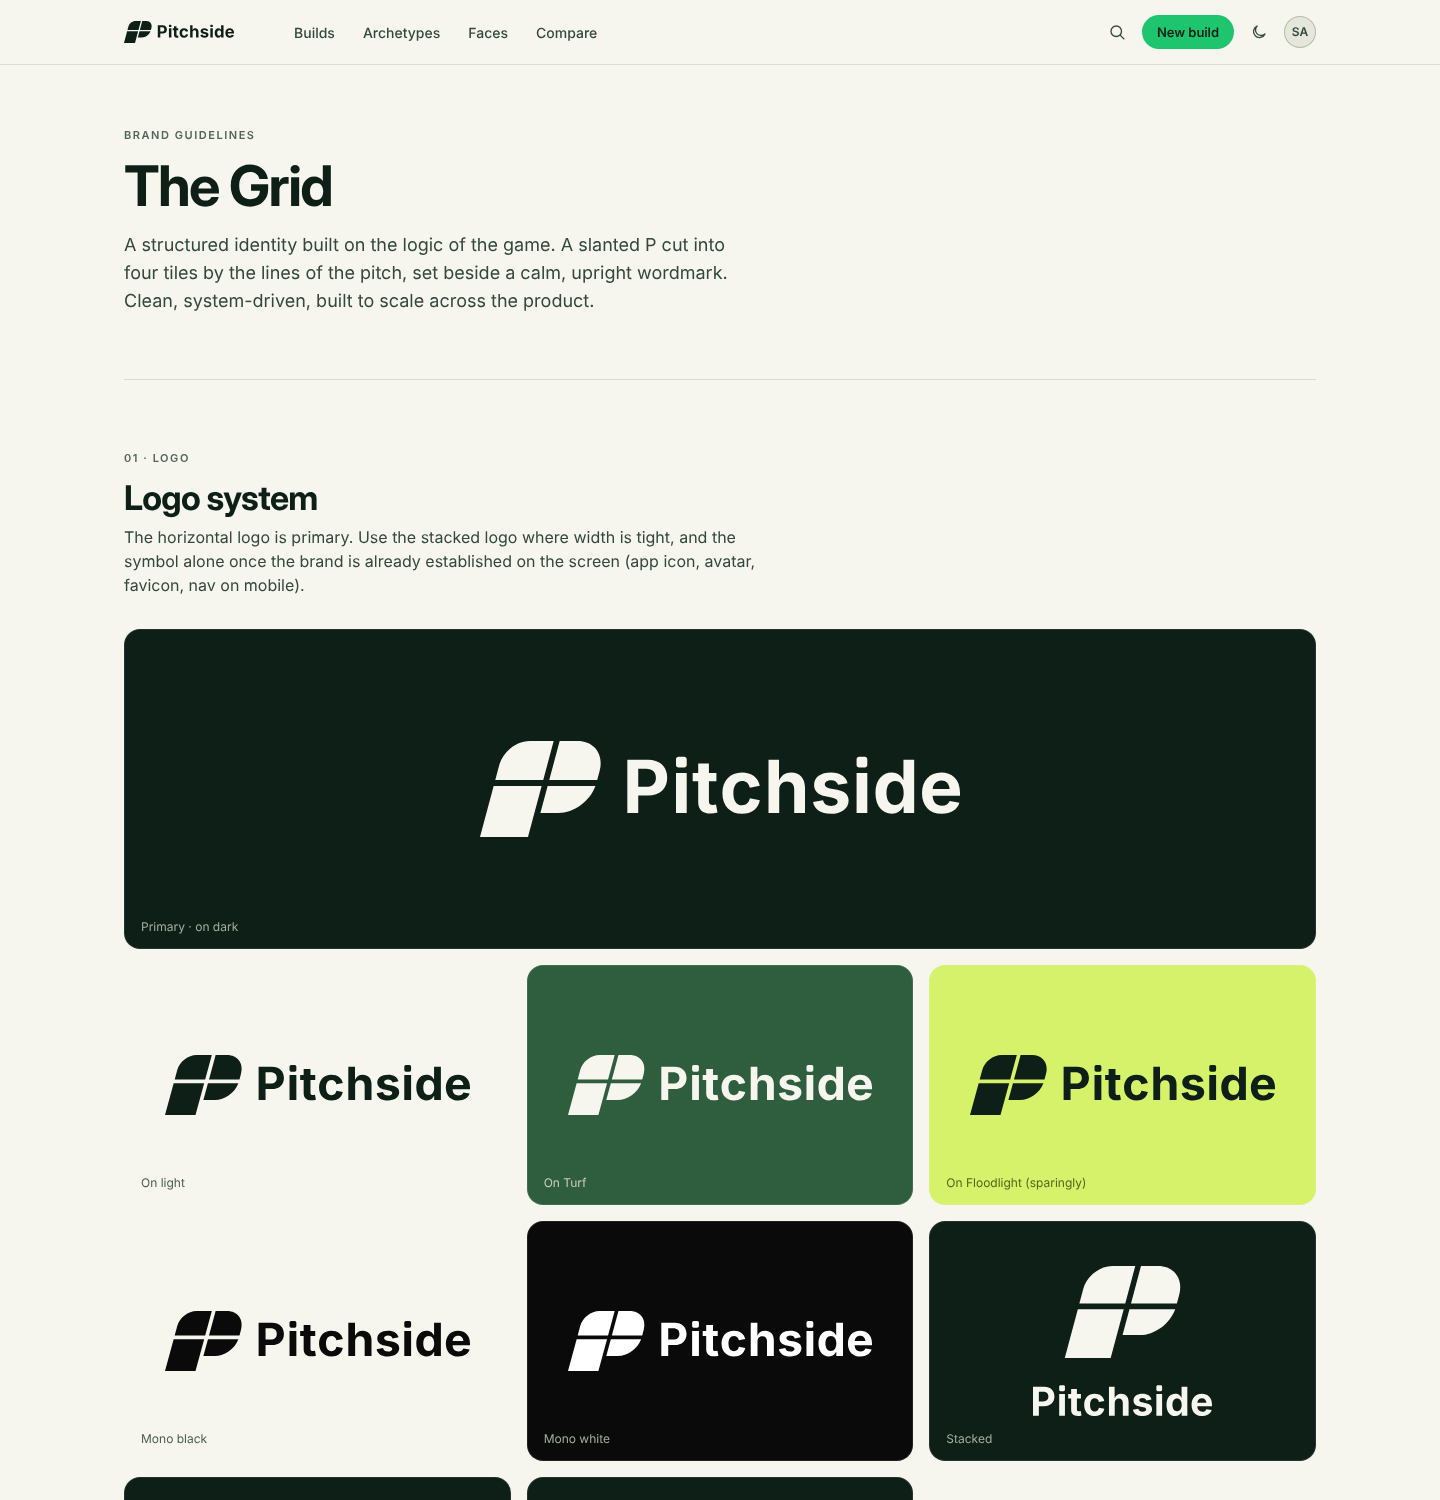 Pitchside
Builds
Archetypes
Faces
Compare
New build
SA
BRAND GUIDELINES
The Grid
A structured identity built on the logic of the game. A slanted P cut into
four tiles by the lines of the pitch, set beside a calm, upright wordmark.
Clean, system-driven, built to scale across the product.
01 · LOGO
Logo system
The horizontal logo is primary. Use the stacked logo where width is tight, and the
symbol alone once the brand is already established on the screen (app icon, avatar,
favicon, nav on mobile).
Pitchside
Primary · on dark
Pitchside
On light
Pitchside
On Turf
Pitchside
On Floodlight (sparingly)
Pitchside
Mono black
Pitchside
Mono white
Pitchside
Stacked